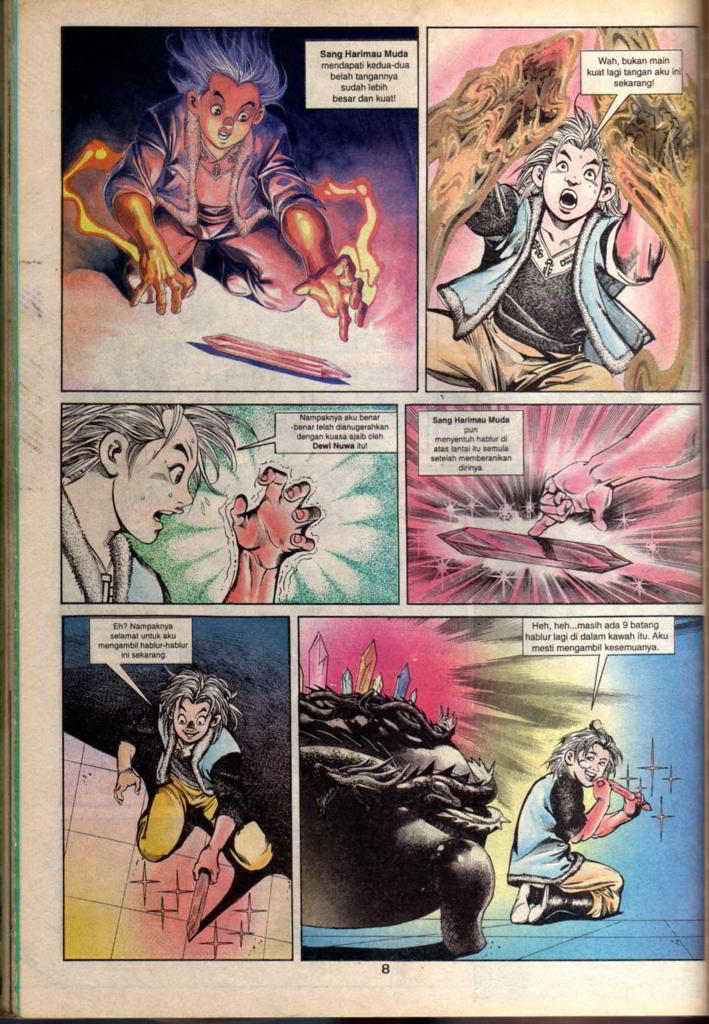 Sang Harimau Muda
mendapati kedua-dua
belah tangannya
sudah lebih
besar dan kuat!
Wah, bukan main
kuat lagi tangan aku ini
sekarang!
Nampaknya aku benar
-benar telah dianugerahkan
dengan kuasa ajaib oleh
Dewi Nuwa itu!
Sang Harimau Muda
pun
menyentuh hablur di
atas lantai itu semula
setelah memberanikan
dirinya.
Eh? Nampaknya
selamat untuk aku
mengambil hablur-hablur
ini sekarang.
Heh, heh...masih ada 9 batang
hablur lagi di dalam kawah itu. Aku
mesti mengambil kesemuanya.
8